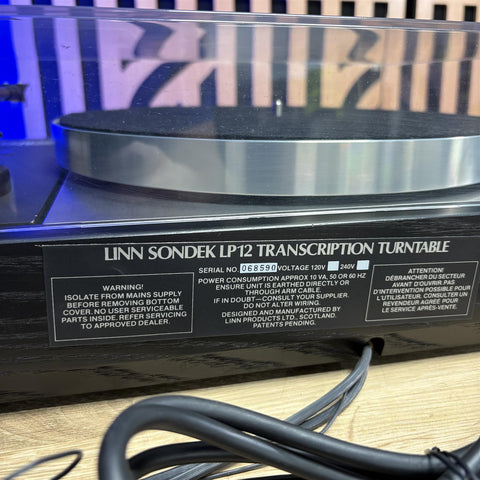 LINN SONDEK LP12 TRANSCRIPTION TURNTABLE
SERIAL NO. 068590 VOLTAGE 120V 240V
POWER CONSUMPTION APPROX 10 VA, 50 OR 60 HZ
ENSURE UNIT IS EARTHED DIRECTLY OR
THROUGH ARM CABLE.
IF IN DOUBT—CONSULT YOUR SUPPLIER.
DO NOT ALTER WIRING.
DESIGNED AND MANUFACTURED BY
LINN PRODUCTS LTD., SCOTLAND.
PATENTS PENDING.
WARNING!
ISOLATE FROM MAINS SUPPLY
BEFORE REMOVING BOTTOM
COVER. NO USER SERVICEABLE
PARTS INSIDE. REFER SERVICING
TO APPROVED DEALER.
ATTENTION!
DÉBRANCHER DU SECTEUR
AVANT D'OUVRIR. PAS
D'INTERVENTION POSSIBLE POUR
L'UTILISATEUR. CONSULTER UN
REVENDEUR AGRÉÉ POUR
LE SERVICE APRÈS-VENTE.